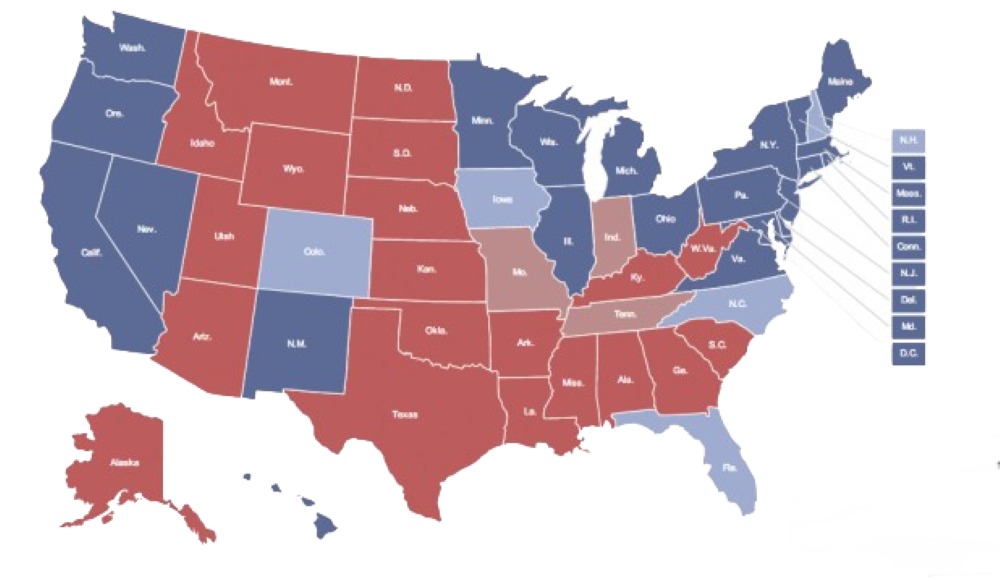 Wash.
Maine
Mont.
N.D.
Ore.
Minn.
N.H.
Idaho
Wis.
N.Y.
S.D.
Vt.
Wyo.
Mich.
Mass.
Pa.
Iowa
Neb.
Ohio
R.I.
Nev.
Utah
Ill.
Ind.
Conn.
Calif.
Colo.
W.Va.
Va.
Kan.
Mo.
Ky.
N.J.
Del.
N.C.
Tenn.
Md.
Ariz.
N.M.
Okla.
Ark.
S.C.
D.C.
Miss.
Ala.
Ga.
Texas
La.
Alaska
Fla.